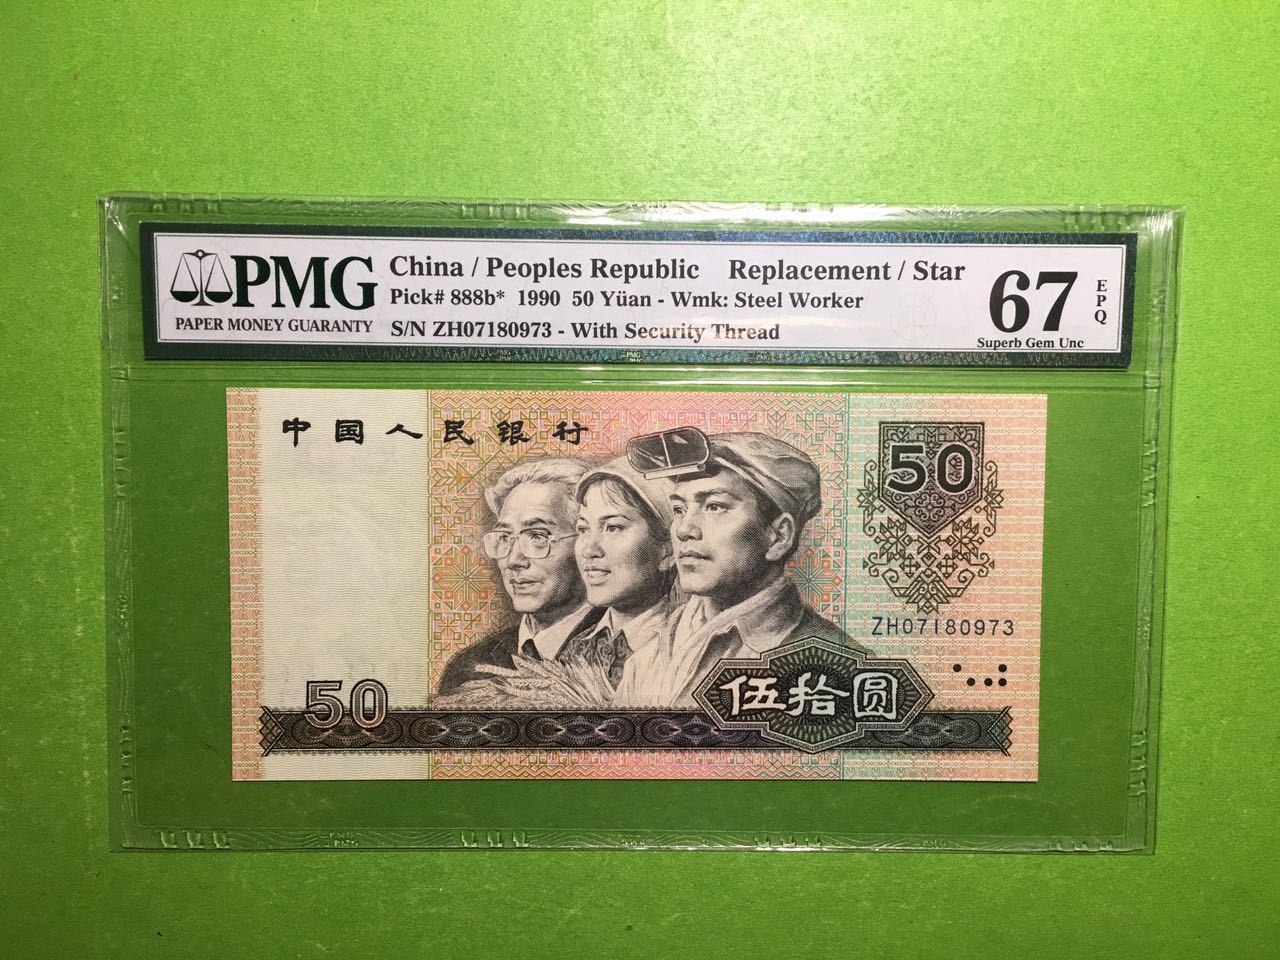 PMG
PAPER MONEY GUARANTY
China / Peoples Republic Replacement / Star
Pick# 888b* 1990 50 Yüan - Wmk: Steel Worker
S/N ZH07180973 - With Security Thread
67
EPQ
Superb Gem Unc
中国人民银行
50
ZH07180973
50
伍拾圆